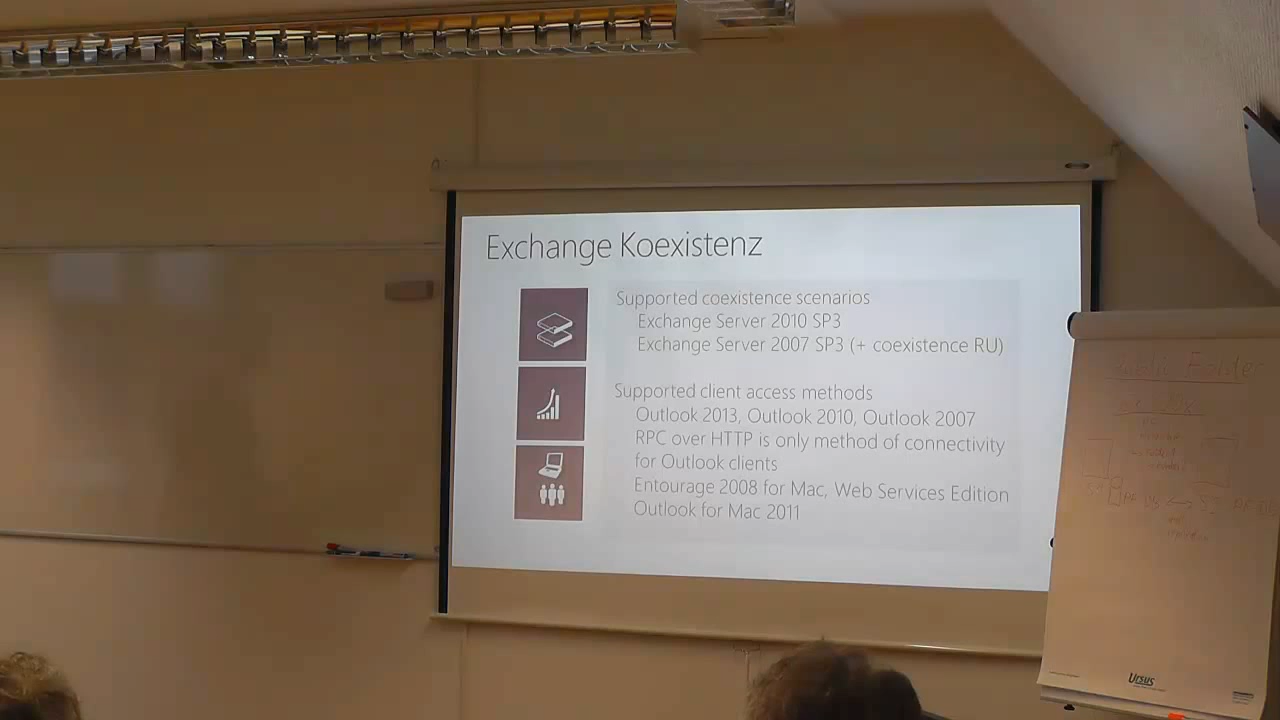 Exchange Koexistenz
Supported coexistence scenarios
Exchange Server 2010 SP3
Exchange Server 2007 SP3 (+ coexistence RU)
Supported client access methods
Outlook 2013, Outlook 2010, Outlook 2007
RPC over HTTP is only method of connectivity
for Outlook clients
Entourage 2008 for Mac, Web Services Edition
Outlook for Mac 2011
Public Folder
Ursus